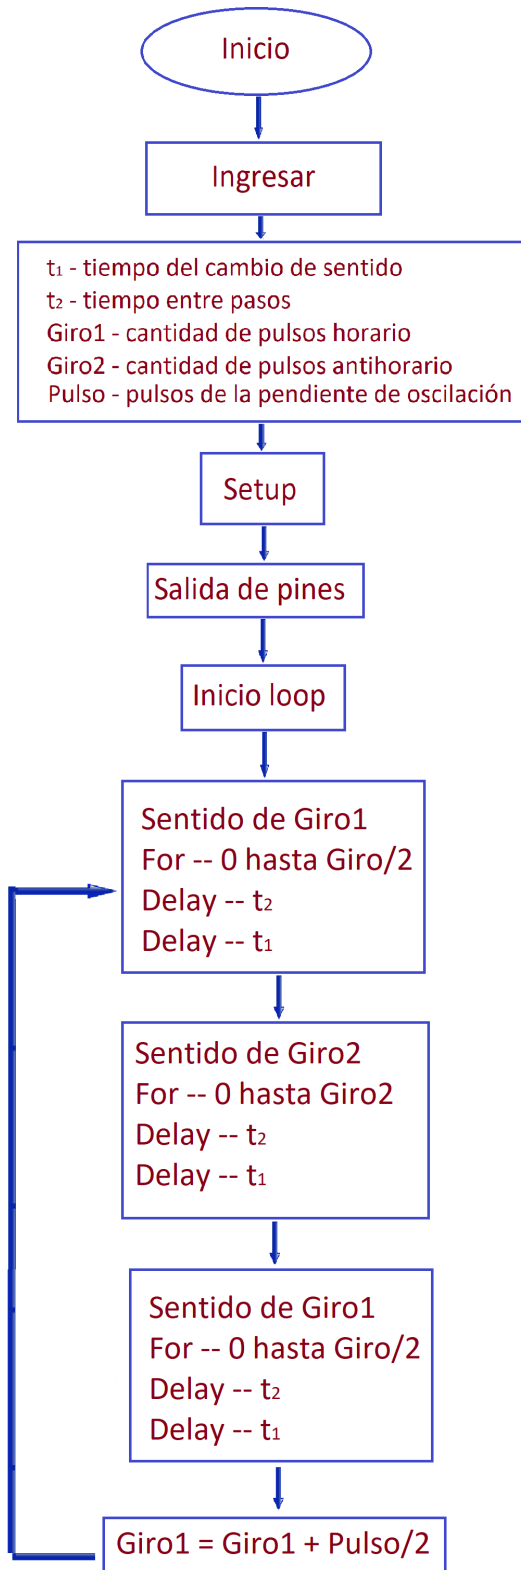 Inicio
Ingresar
t₁ - tiempo del cambio de sentido
t₂ - tiempo entre pasos
Giro1 - cantidad de pulsos horario
Giro2 - cantidad de pulsos antihorario
Pulso - pulsos de la pendiente de oscilación
Setup
Salida de pines
Inicio loop
Sentido de Giro1
For -- 0 hasta Giro/2
Delay -- t₂
Delay -- t₁
Sentido de Giro2
For -- 0 hasta Giro2
Delay -- t₂
Delay -- t₁
Sentido de Giro1
For -- 0 hasta Giro/2
Delay -- t₂
Delay -- t₁
Giro1 = Giro1 + Pulso/2